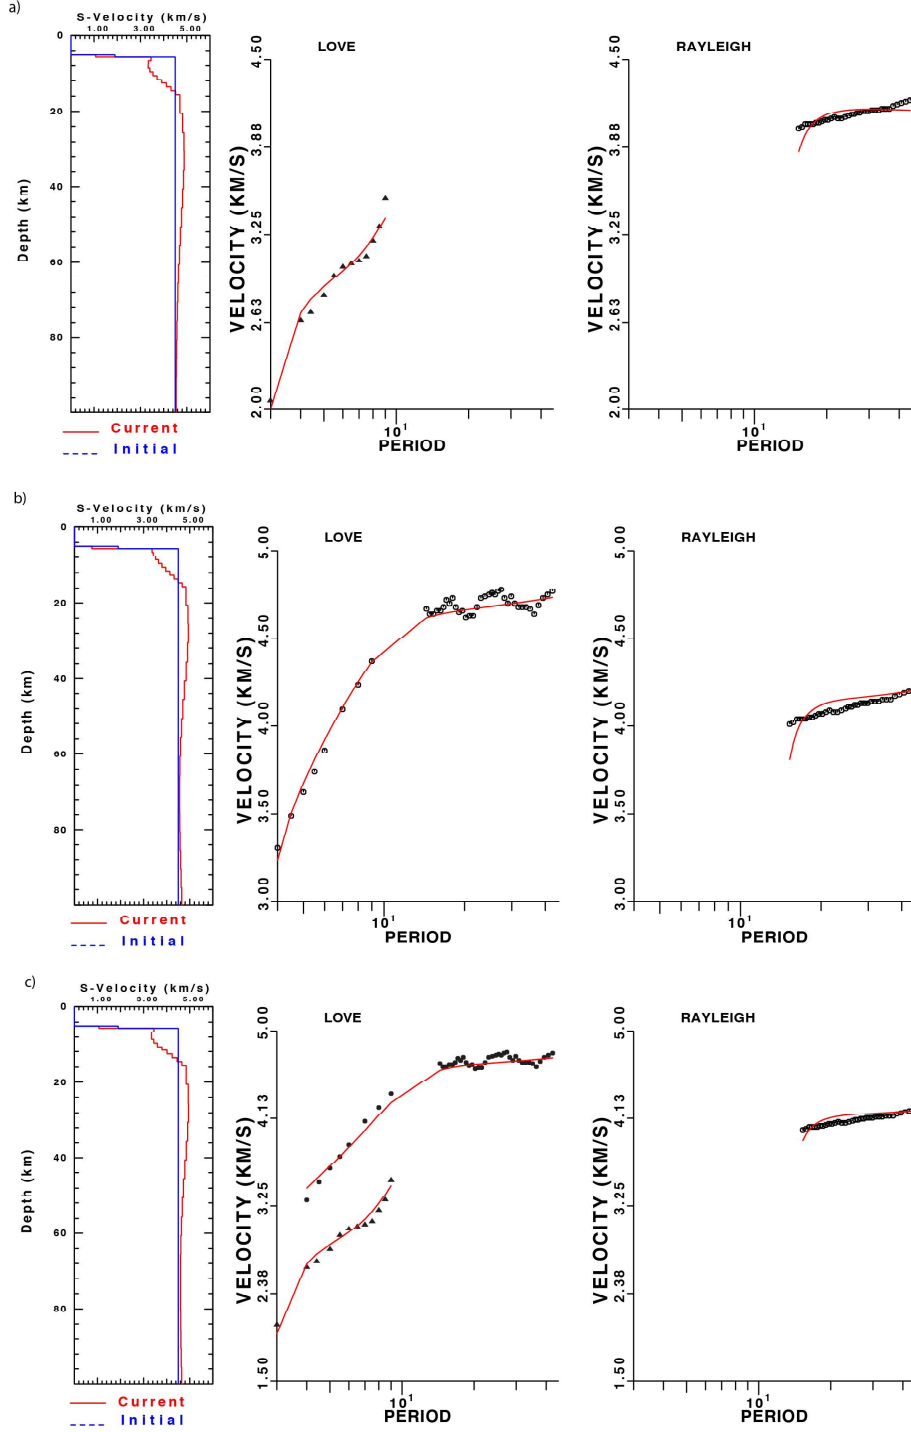 a)
S-Velocity (km/s)
1.00 3.00 5.00
0
20
40
60
80
Depth (km)
Current
Initial
LOVE
4.50
3.88
3.25
2.63
2.00
VELOCITY (KM/S)
10¹
PERIOD
RAYLEIGH
4.50
3.88
3.25
2.63
2.00
VELOCITY (KM/S)
10¹
PERIOD
b)
S-Velocity (km/s)
1.00 3.00 5.00
0
20
40
60
80
Depth (km)
Current
Initial
LOVE
5.00
4.50
4.00
3.50
3.00
VELOCITY (KM/S)
10¹
PERIOD
RAYLEIGH
5.00
4.50
4.00
3.50
3.00
VELOCITY (KM/S)
10¹
PERIOD
c)
S-Velocity (km/s)
1.00 3.00 5.00
0
20
40
60
80
Depth (km)
Current
Initial
LOVE
5.00
4.13
3.25
2.38
1.50
VELOCITY (KM/S)
10¹
PERIOD
RAYLEIGH
5.00
4.13
3.25
2.38
1.50
VELOCITY (KM/S)
10¹
PERIOD